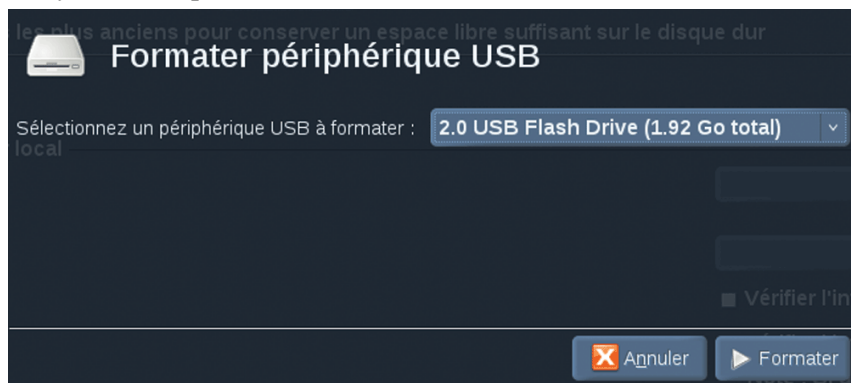 les plus anciens pour conserver un espace libre suffisant sur le disque dur
Formater périphérique USB
Sélectionnez un périphérique USB à formater : 2.0 USB Flash Drive (1.92 Go total)
local
Vérifier l'in
Annuler Formater